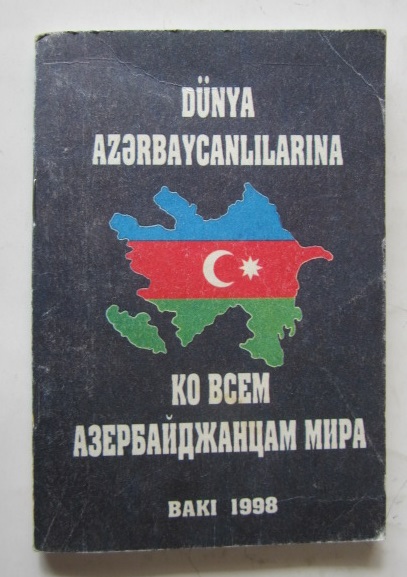 DÜNYA
AZƏRBAYCANLILARINA
КО ВСЕМ
АЗЕРБАЙДЖАНЦАМ МИРА
BAKI 1998